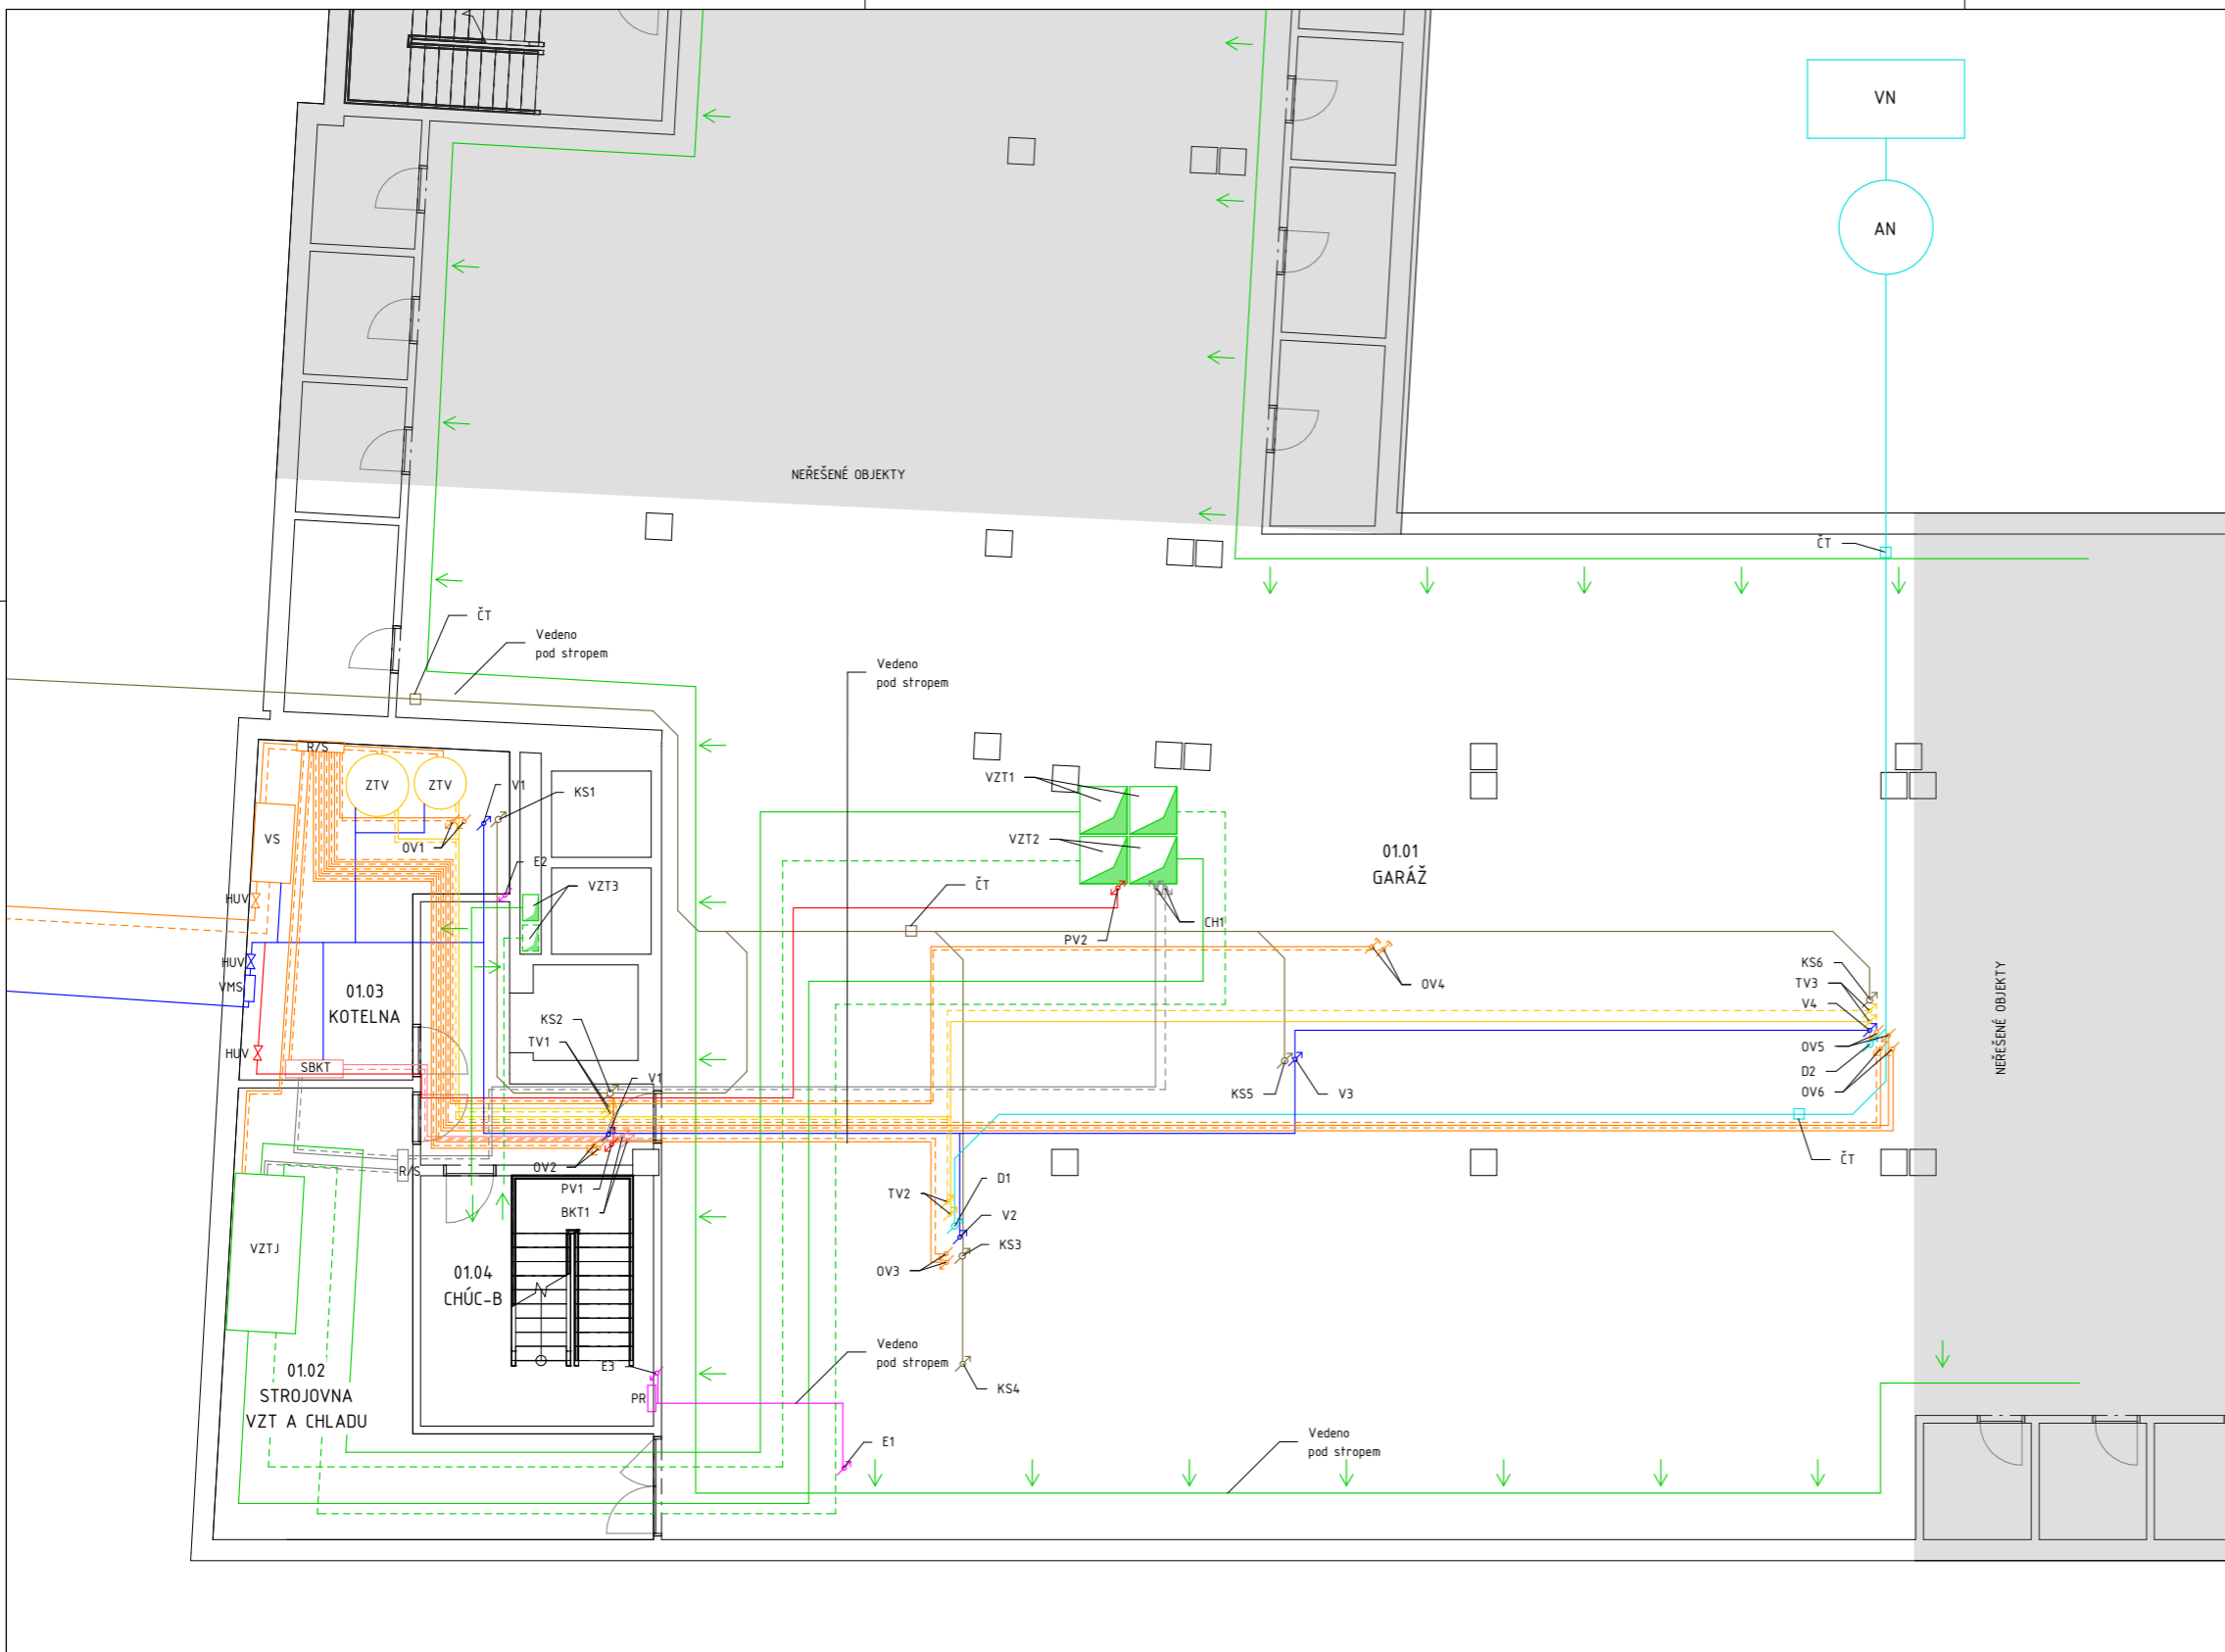 VN
AN
NEŘEŠENÉ OBJEKTY
ČT
ČT
Vedeno
pod stropem
Vedeno
pod stropem
R/S
ZTV
ZTV
V1
KS1
VZT1
VS
VZT2
OV1
E2
01.01
GARÁŽ
VZT3
ČT
HUV
CH1
PV2
HUV
KS6
VMS
01.03
KOTELNA
OV4
TV3
V4
NEŘEŠENÉ OBJEKTY
KS2
TV1
OV5
HUV
SBKT
V1
D2
KS5
V3
OV6
R/S
OV2
ČT
PV1
TV2
D1
BKT1
V2
VZTJ
KS3
01.04
CHÚC-B
OV3
Vedeno
pod stropem
01.02
STROJOVNA
VZT A CHLADU
E3
PR
KS4
E1
Vedeno
pod stropem